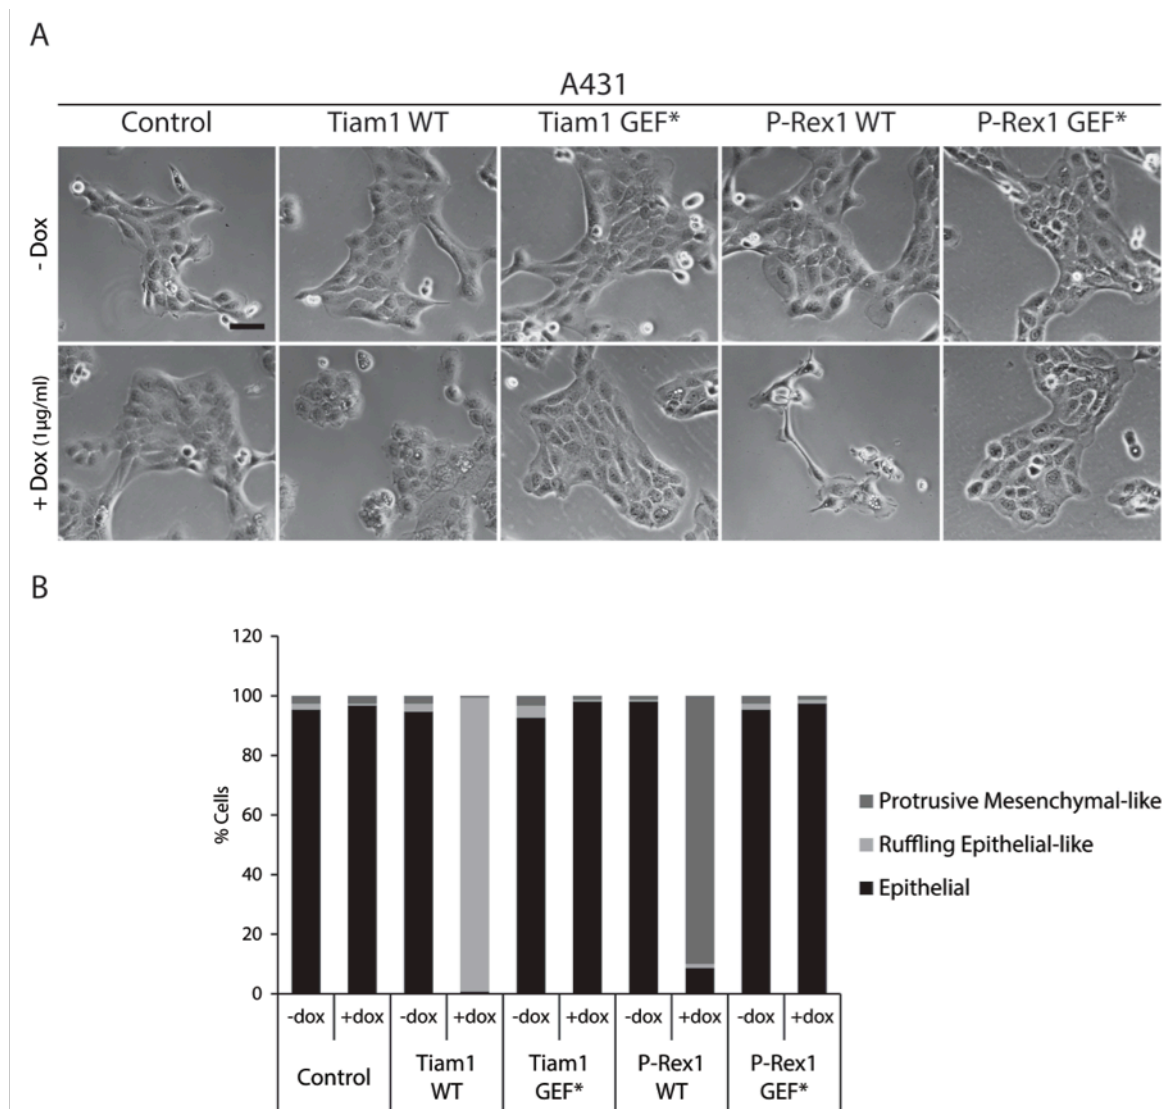 A
A431
Control Tiam1 WT Tiam1 GEF* P-Rex1 WT P-Rex1 GEF*
- Dox
+ Dox (1µg/ml)
B
120
100
80
60
40
20
0
% Cells
Protrusive Mesenchymal-like
Ruffling Epithelial-like
Epithelial
-dox +dox -dox +dox -dox +dox -dox +dox -dox +dox
Control
Tiam1
WT
Tiam1
GEF*
P-Rex1
WT
P-Rex1
GEF*